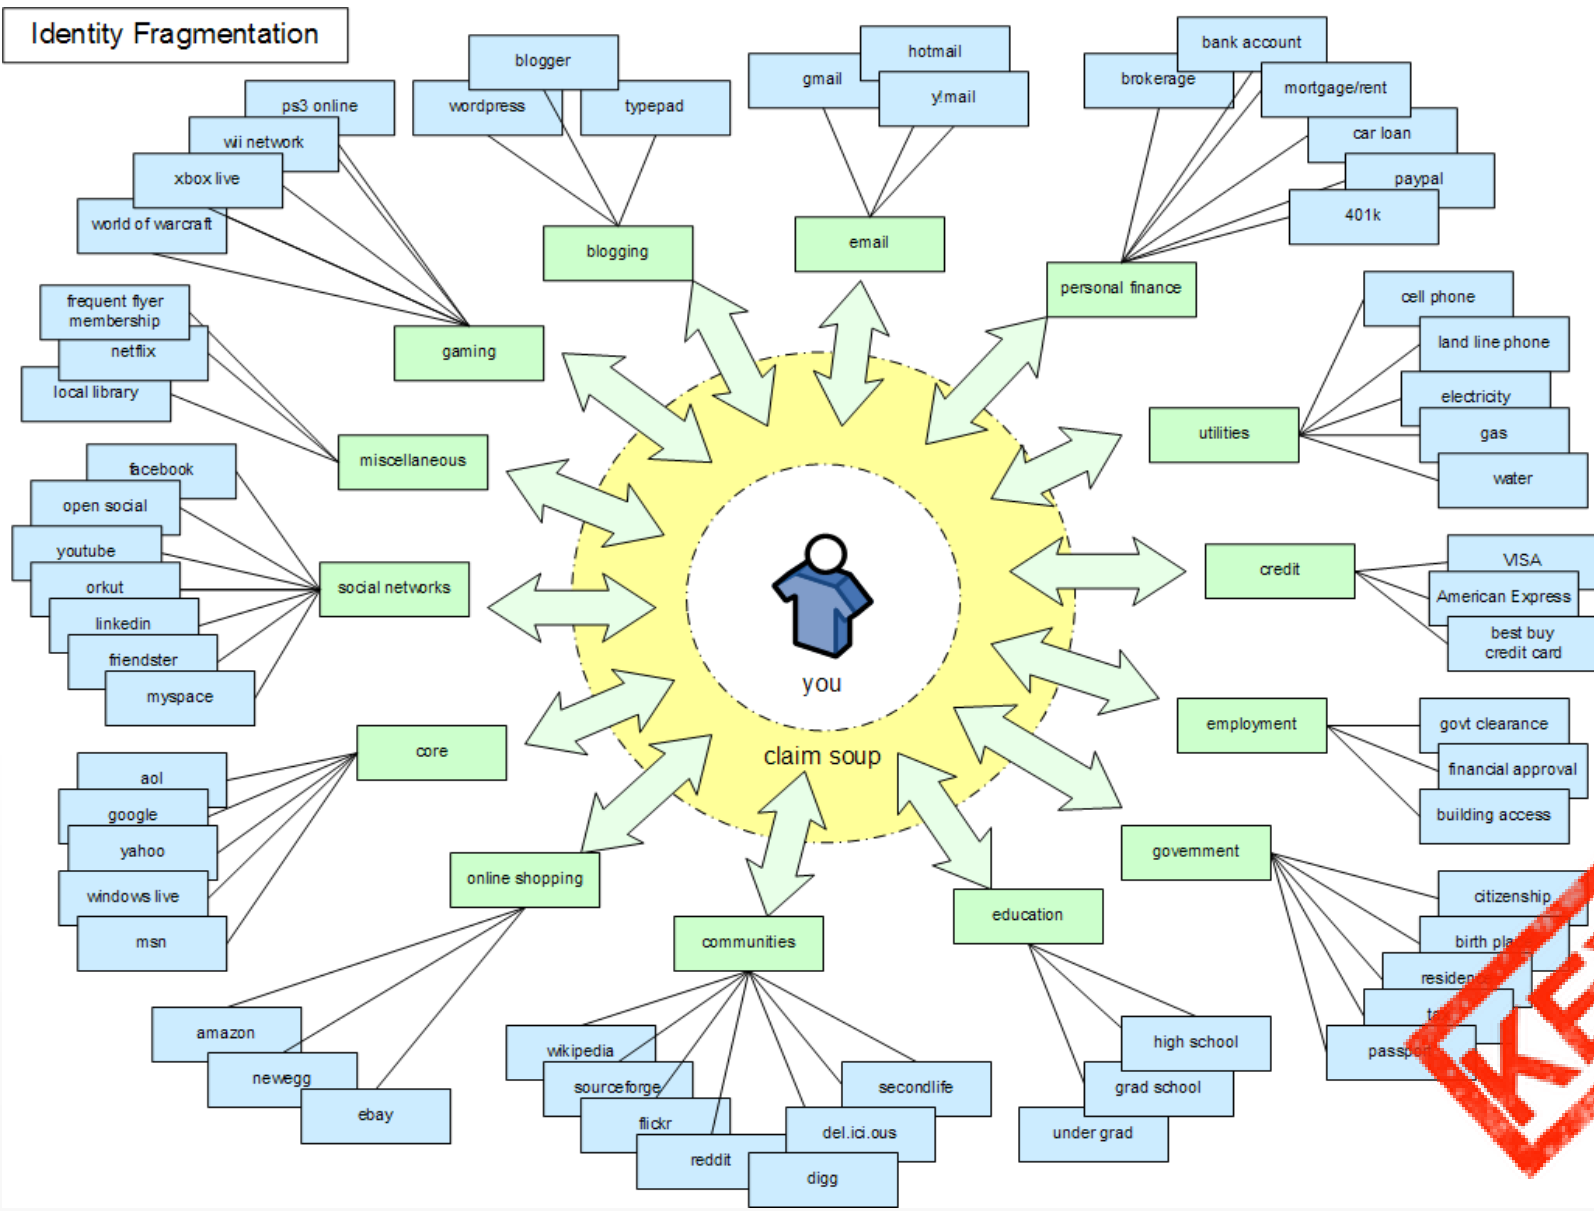 Identity Fragmentation
blogger
wordpress
typepad
gmail
hotmail
y!mail
bank account
brokerage
mortgage/rent
car loan
paypal
401k
ps3 online
wii network
xbox live
world of warcraft
blogging
email
personal finance
frequent flyer
membership
netflix
local library
gaming
cell phone
land line phone
electricity
gas
water
utilities
miscellaneous
facebook
open social
youtube
orkut
linkedin
friendster
myspace
social networks
you
claim soup
credit
VISA
American Express
best buy
credit card
employment
govt clearance
financial approval
building access
core
aol
google
yahoo
windows live
msn
online shopping
amazon
newegg
ebay
communities
wikipedia
sourceforge
flickr
reddit
digg
del.ici.ous
secondlife
education
high school
grad school
under grad
government
citizenship
birth